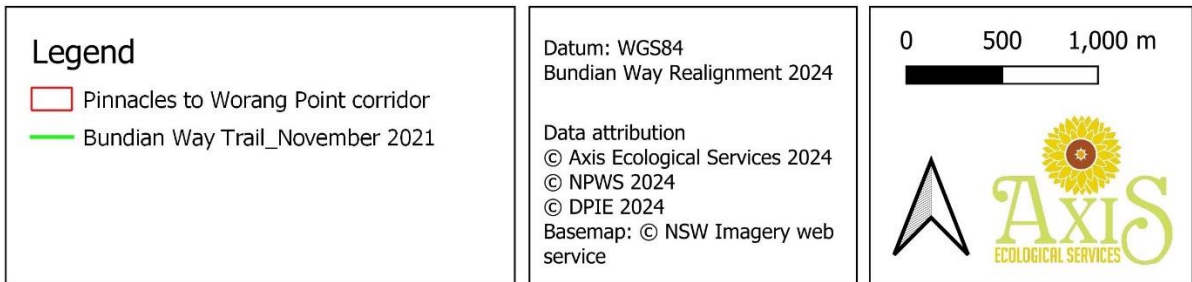 Legend
Pinnacles to Worang Point corridor
Bundian Way Trail_November 2021
Datum: WGS84
Bundian Way Realignment 2024
Data attribution
© Axis Ecological Services 2024
© NPWS 2024
© DPIE 2024
Basemap: © NSW Imagery web
service
0 500 1,000 m
AXIS
ECOLOGICAL SERVICES